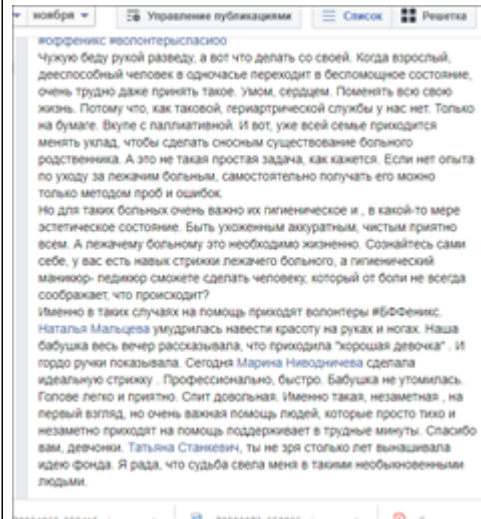 ноября Управление публикациями Список Решетка
#оффеникс #волонтерыспасибо
Чужую беду рукой разведу, а вот что делать со своей. Когда взрослый,
дееспособный человек в одночасье переходит в беспомощное состояние,
очень трудно даже принять такое. Умом, сердцем. Поменять всю свою
жизнь. Потому что, как таковой, гериартрической службы у нас нет. Только
на бумаге. Вкупе с паллиативной. И вот, уже всей семье приходится
менять уклад, чтобы сделать сносным существование больного
родственника. А это не такая простая задача, как кажется. Если нет опыта
по уходу за лежачим больным, самостоятельно получать его можно
только методом проб и ошибок.
Но для таких больных очень важно их гигиеническое и , в какой-то мере
эстетическое состояние. Быть ухоженным аккуратным, чистым приятно
всем. А лежачему больному это необходимо жизненно. Сознайтесь сами
себе, у вас есть навык стрижки лежачего больного, а гигиенический
маникюр- педикюр сможете сделать человеку, который от боли не всегда
соображает, что происходит?
Именно в таких случаях на помощь приходят волонтеры #БФФеникс.
Наталья Мальцева умудрилась навести красоту на руках и ногах. Наша
бабушка весь вечер рассказывала, что приходила "хорошая девочка" . И
гордо ручки показывала. Сегодня Марина Ниводничева сделала
идеальную стрижку . Профессионально, быстро. Бабушка не утомилась.
Голове легко и приятно. Спит довольная. Именно такая, незаметная , на
первый взгляд, но очень важная помощь людей, которые просто тихо и
незаметно приходят на помощь поддерживает в трудные минуты. Спасибо
вам, девчонки. Татьяна Станкевич, ты не зря столько лет вынашивала
идею фонда. Я рада, что судьба свела меня в такими необыкновенными
людьми.